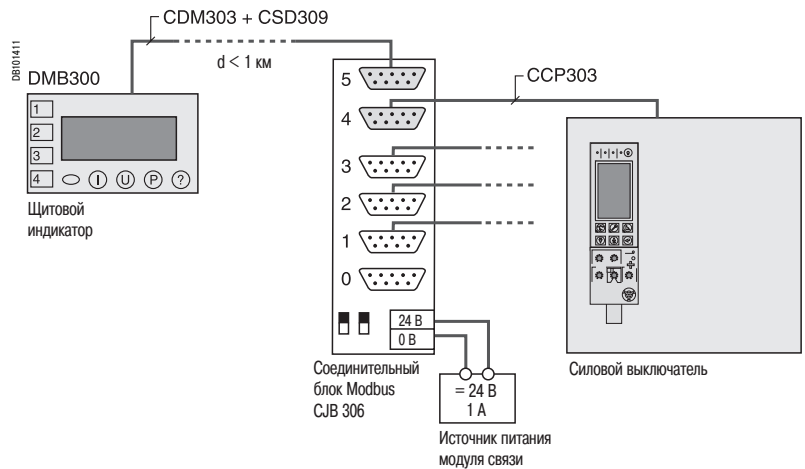 CDM303 + CSD309
d < 1 км
DB101411
DMB300
1
2
3
4
I
U
P
?
Щитовой
индикатор
5
4
3
2
1
0
24 В
0 В
CCP303
Соединительный
блок Modbus
CJB 306
= 24 В
1 А
Источник питания
модуля связи
Силовой выключатель